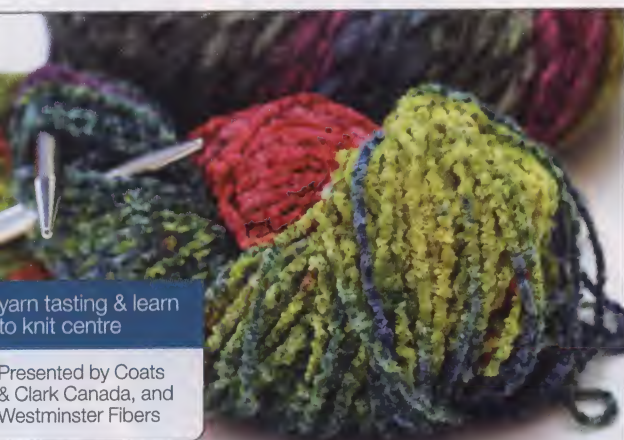 yarn tasting & learn
to knit centre
Presented by Coats
& Clark Canada, and
Westminster Fibers